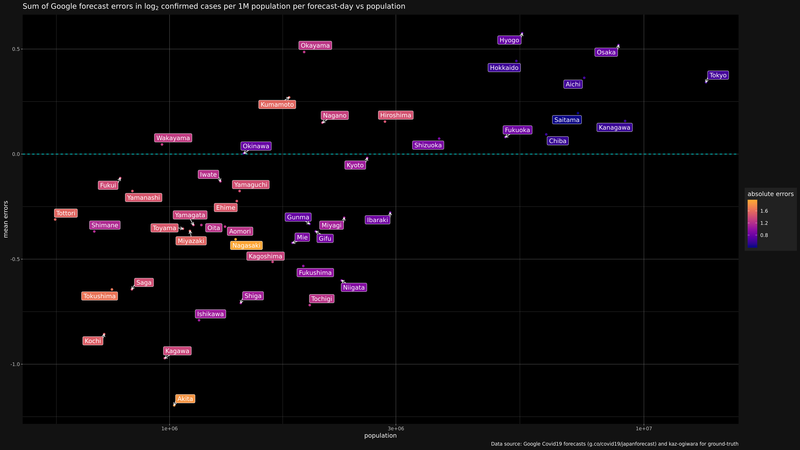 Sum of Google forecast errors in log₂ confirmed cases per 1M population per forecast-day vs population
Hyogo
Okayama
Osaka
0.5
Hokkaido
Tokyo
Aichi
Kumamoto
Nagano
Hiroshima
Saitama
Kanagawa
Fukuoka
Wakayama
Chiba
Okinawa
Shizuoka
0.0
Kyoto
Iwate
Fukui
Yamaguchi
absolute errors
Yamanashi
Ehime
1.6
Tottori
Yamagata
Gunma
Ibaraki
1.2
Shimane
Toyama
Oita
Miyagi
mean errors
Aomori
0.8
Miyazaki
Mie
Gifu
Nagasaki
Kagoshima
-0.5
Fukushima
Saga
Niigata
Tokushima
Shiga
Tochigi
Ishikawa
Kochi
Kagawa
-1.0
Akita
1e+06
3e+06
1e+07
population
Data source: Google Covid19 forecasts (g.co/covid19/japanforecast) and kaz-ogiwara for ground-truth